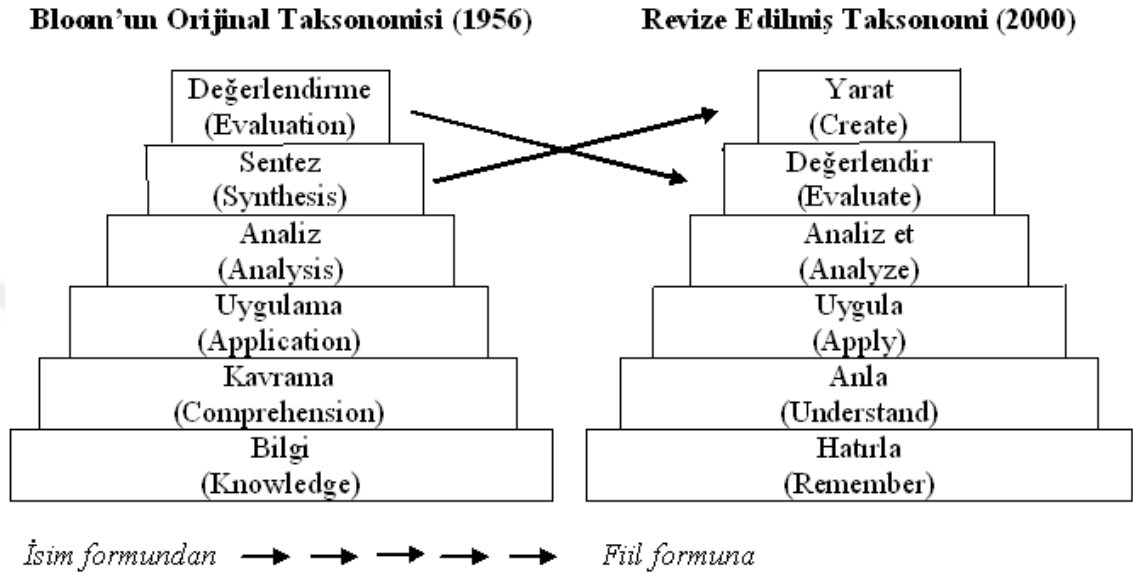 Bloom’un Orijinal Taksonomisi (1956)
Değerlendirme
(Evaluation)
Sentez
(Synthesis)
Analiz
(Analysis)
Uygulama
(Application)
Kavrama
(Comprehension)
Bilgi
(Knowledge)
Revize Edilmiş Taksonomi (2000)
Yarat
(Create)
Değerlendir
(Evaluate)
Analiz et
(Analyze)
Uygula
(Apply)
Anla
(Understand)
Hatırla
(Remember)
İsim formundan
Fiil formuna